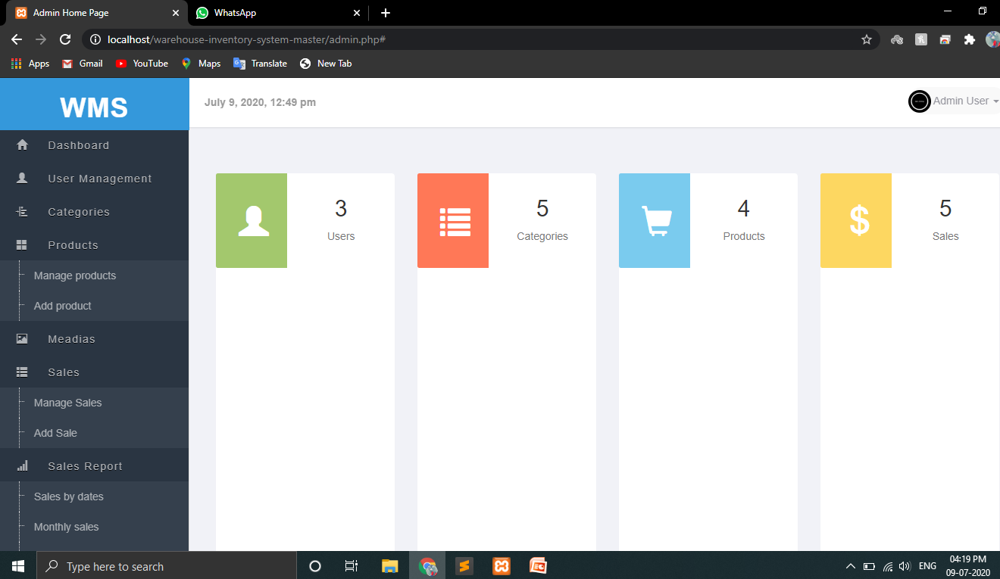 Admin Home Page
WhatsApp
localhost/warehouse-inventory-system-master/admin.php#
Apps
Gmail
YouTube
Maps
Translate
New Tab
WMS
July 9, 2020, 12:49 pm
Admin User
Dashboard
User Management
Categories
Products
Manage products
Add product
Meadias
Sales
Manage Sales
Add Sale
Sales Report
Sales by dates
Monthly sales
3
Users
5
Categories
4
Products
$
5
Sales
Type here to search
ENG
04:19 PM
09-07-2020